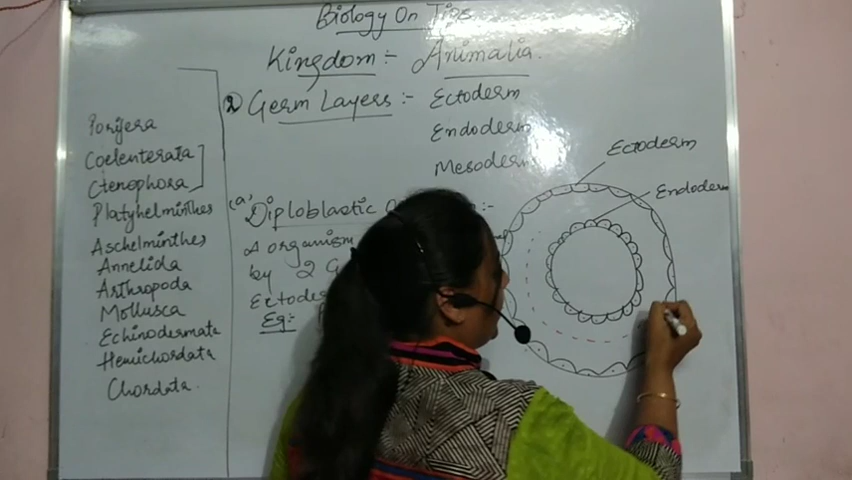 Biology On Tips
Kingdom :- Animalia.
2) Germ Layers :- Ectoderm
Endoderm
Mesoderm
Porifera
Coelenterata
Ctenophora
Platyhelminthes
Aschelminthes
Annelida
Arthropoda
Mollusca
Echinodermata
Hemichordata
Chordata.
(a) Diploblastic :-
A organism
by 2 G
Ectode
Eg:-
Ectoderm
Endoderm